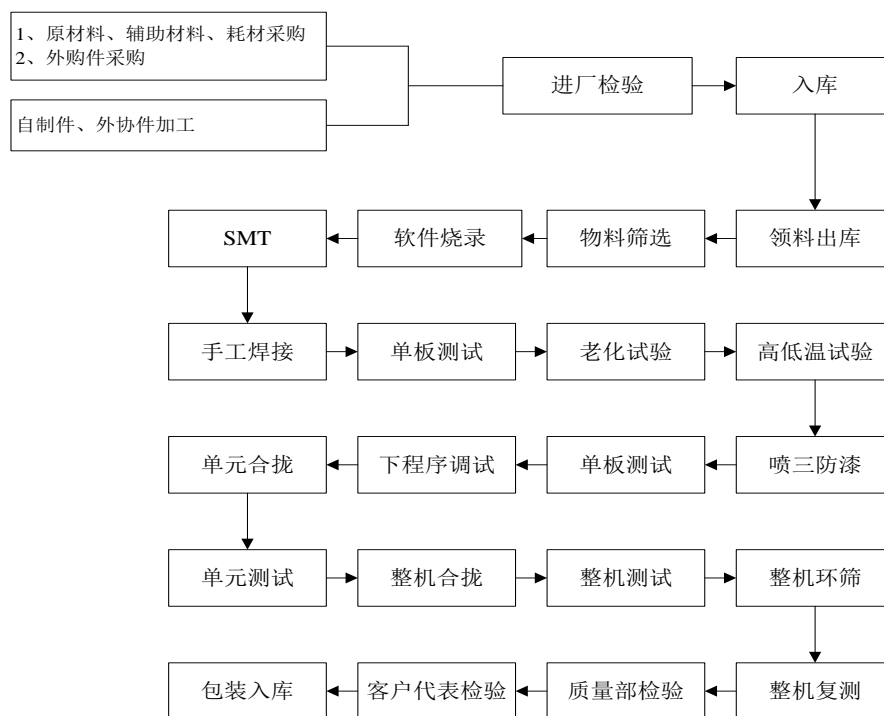 1、原材料、辅助材料、耗材采购
2、外购件采购
进厂检验
入库
自制件、外协件加工
SMT
软件烧录
物料筛选
领料出库
手工焊接
单板测试
老化试验
高低温试验
单元合拢
下程序调试
单板测试
喷三防漆
单元测试
整机合拢
整机测试
整机环筛
包装入库
客户代表检验
质量部检验
整机复测